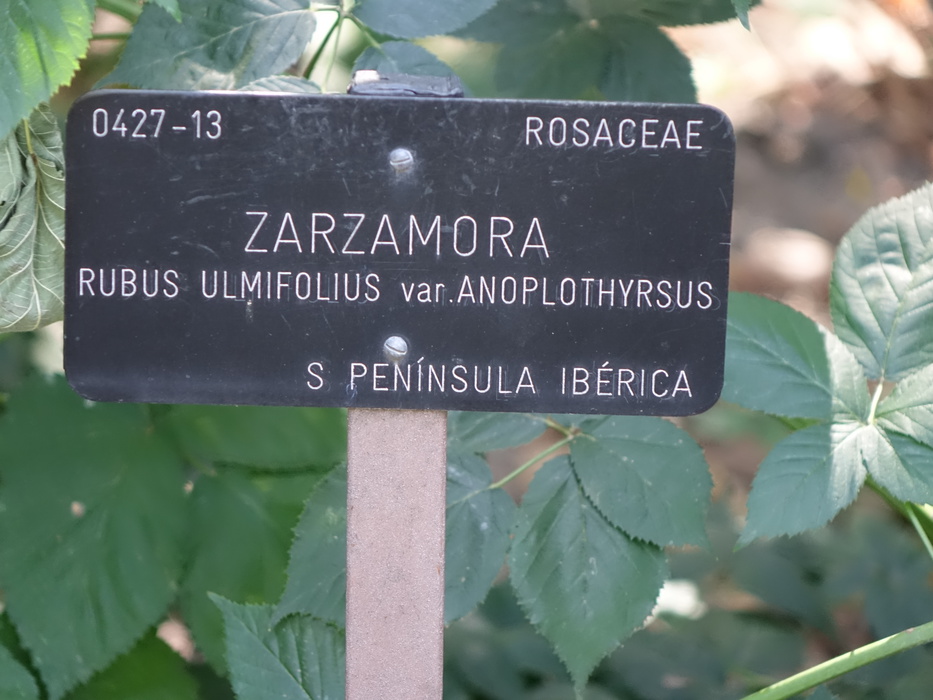 0427-13 ROSACEAE
ZARZAMORA
RUBUS ULMIFOLIUS var. ANOPLOTHYRSUS
S PENÍNSULA IBÉRICA